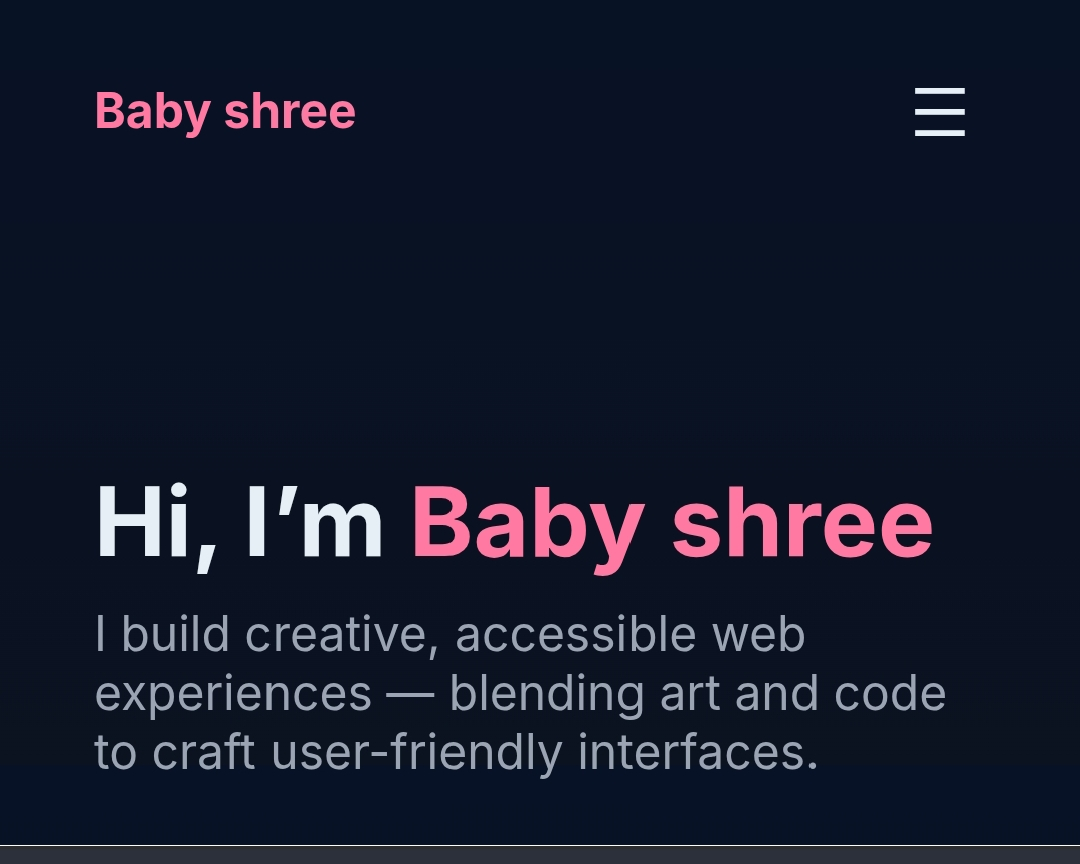 Baby shree
Hi, I’m Baby shree
I build creative, accessible web
experiences — blending art and code
to craft user-friendly interfaces.